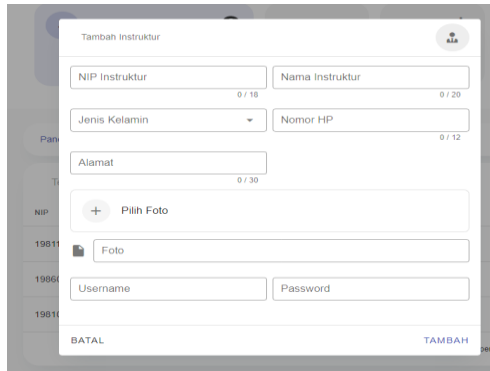 Tambah Instruktur
NIP Instruktur
Nama Instruktur
0 / 18
0 / 20
Jenis Kelamin
Nomor HP
0 / 12
Alamat
0 / 30
Pilih Foto
Foto
Username
Password
BATAL
TAMBAH
NIP